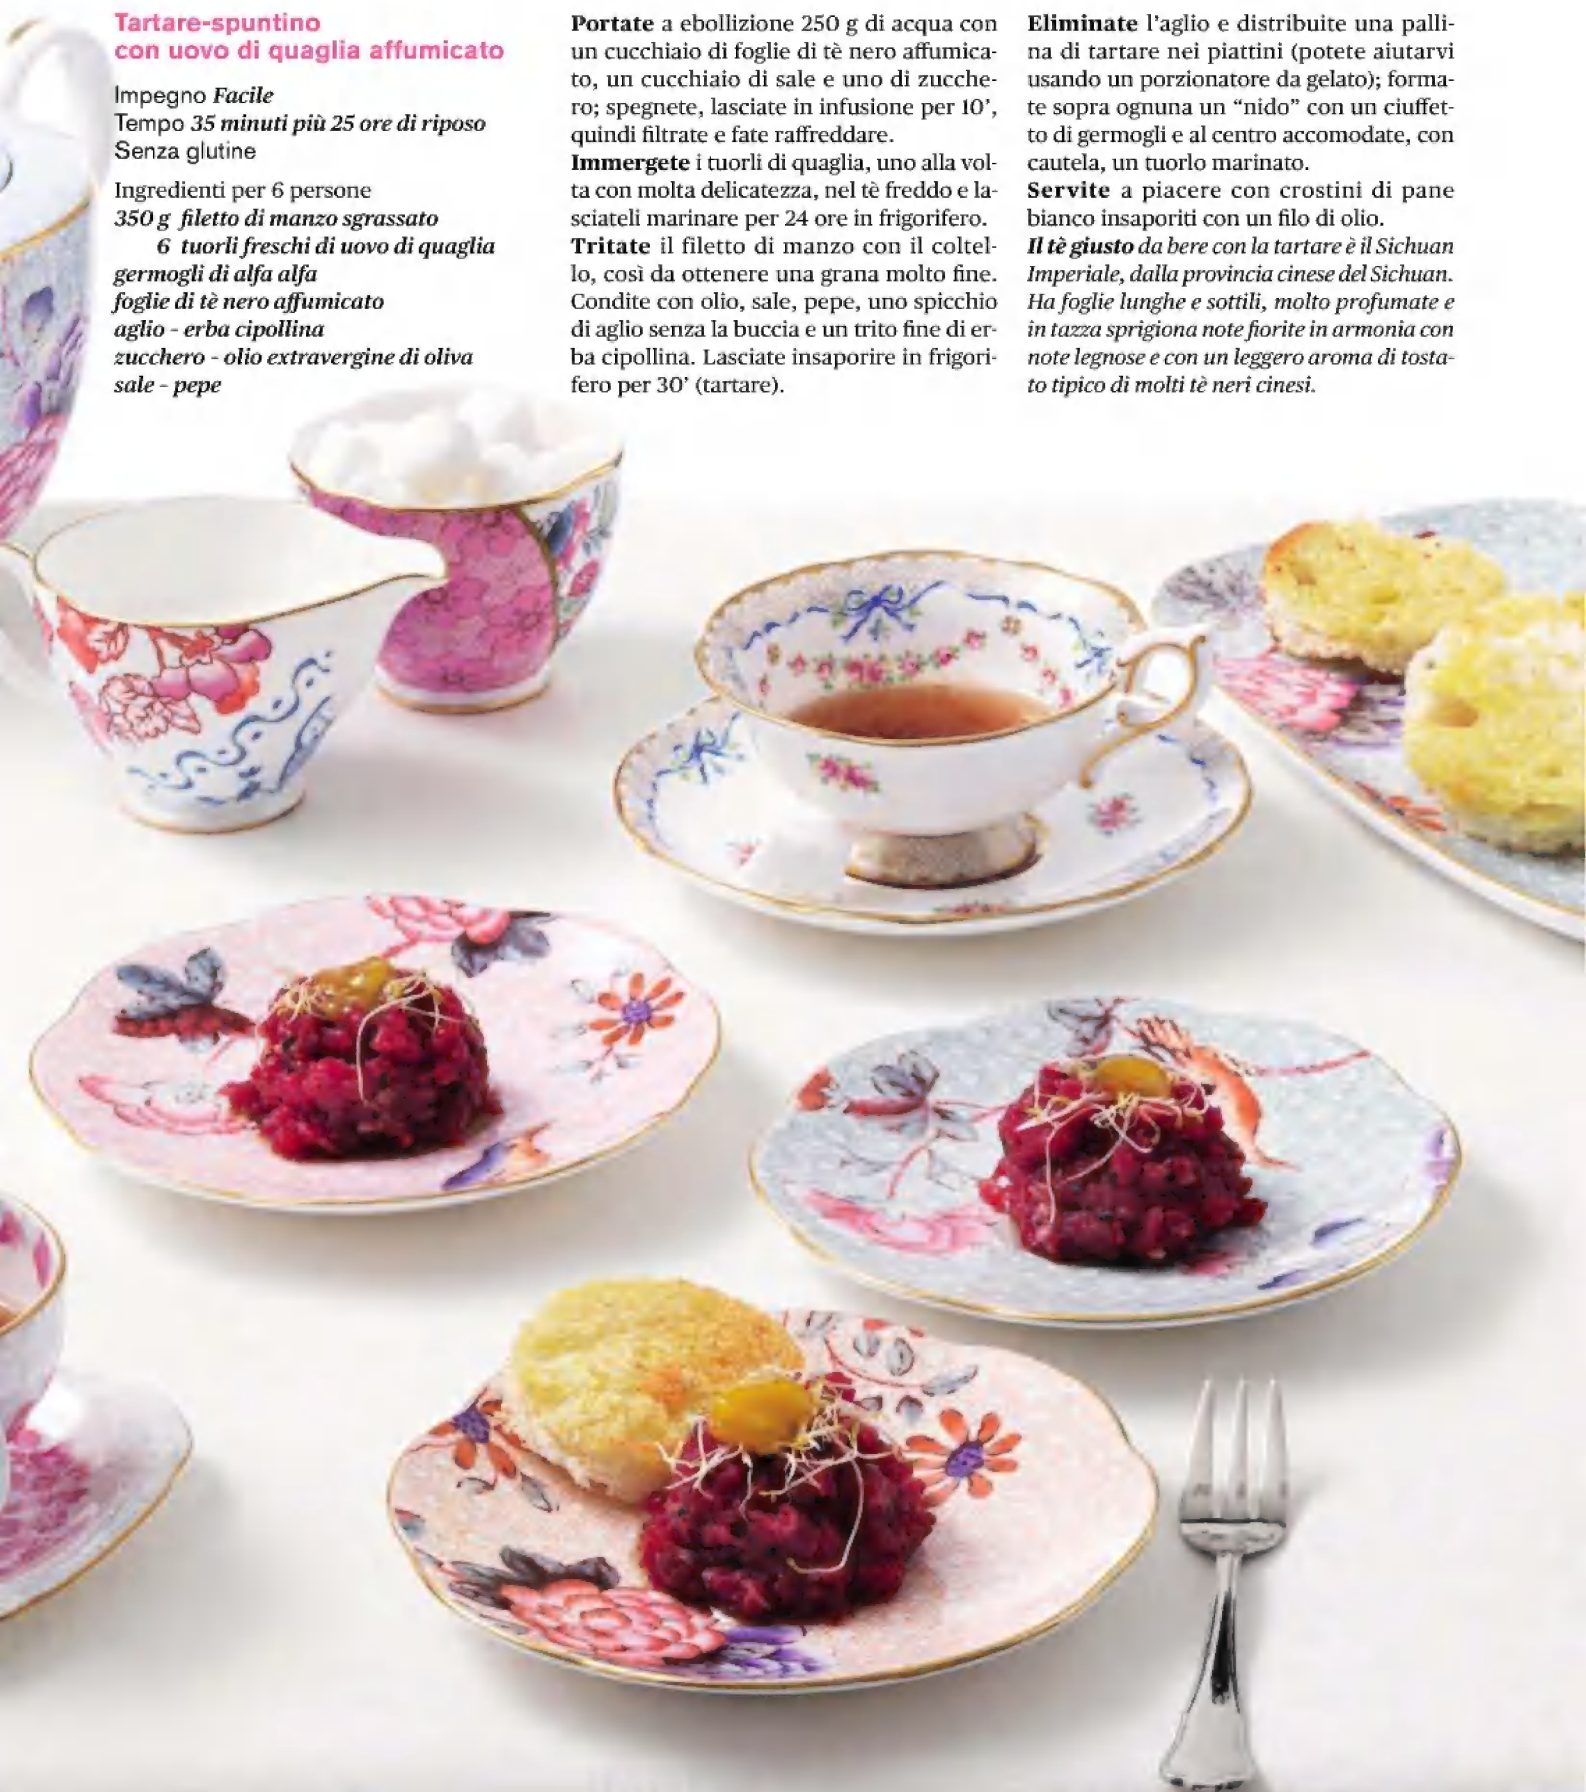 Tartare-spuntino
con uovo di quaglia affumicato
Impegno Facile
Tempo 35 minuti più 25 ore di riposo
Senza glutine
Ingredienti per 6 persone
350 g filetto di manzo sgrassato
6 tuorli freschi di uovo di quaglia
germogli di alfa alfa
foglie di tè nero affumicato
aglio - erba cipollina
zucchero - olio extravergine di oliva
sale - pepe
Portate a ebollizione 250 g di acqua con
un cucchiaio di foglie di tè nero affumica-
to, un cucchiaio di sale e uno di zucche-
ro; spegnete, lasciate in infusione per 10’,
quindi filtrate e fate raffreddare.
Immergete i tuorli di quaglia, uno alla vol-
ta con molta delicatezza, nel tè freddo e la-
sciateli marinare per 24 ore in frigorifero.
Tritate il filetto di manzo con il coltel-
lo, così da ottenere una grana molto fine.
Condite con olio, sale, pepe, uno spicchio
di aglio senza la buccia e un trito fine di er-
ba cipollina. Lasciate insaporire in frigori-
fero per 30’ (tartare).
Eliminate l’aglio e distribuite una palli-
na di tartare nei piattini (potete aiutarvi
usando un porzionatore da gelato); forma-
te sopra ognuna un “nido” con un ciuffet-
to di germogli e al centro accomodate, con
cautela, un tuorlo marinato.
Servite a piacere con crostini di pane
bianco insaporiti con un filo di olio.
Il tè giusto da bere con la tartare è il Sichuan
Imperiale, dalla provincia cinese del Sichuan.
Ha foglie lunghe e sottili, molto profumate e
in tazza sprigiona note fiorite in armonia con
note legnose e con un leggero aroma di tosta-
to tipico di molti tè neri cinesi.